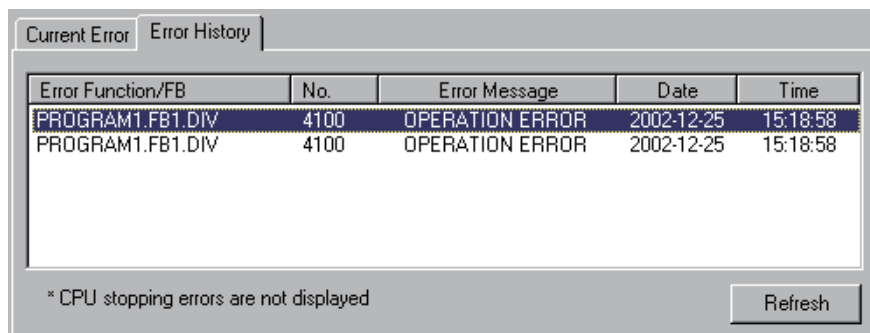 Current Error Error History
Error Function/FB No. Error Message Date Time
PROGRAM1.FB1.DIV 4100 OPERATION ERROR 2002-12-25 15:18:58
PROGRAM1.FB1.DIV 4100 OPERATION ERROR 2002-12-25 15:18:58
* CPU stopping errors are not displayed
Refresh